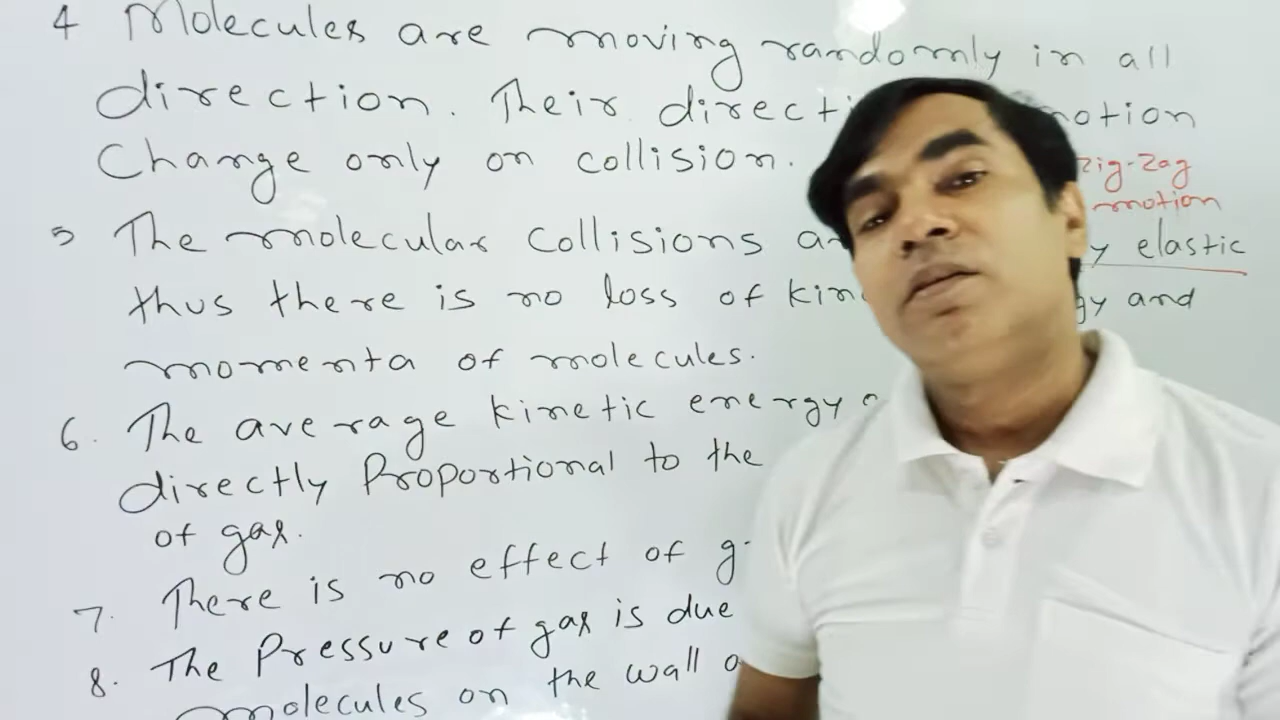 4 Molecules are moving randomly in all
direction. Their directi otion
Change only on collision.
zig-zag
motion
5 The molecular Collisions a y elastic
thus there is no loss of kin gy and
momenta of molecules.
6. The average kinetic energy
directly Proportional to the
of gas.
7. There is no effect of g
8. The Pressure of gas is due
molecules on the wall